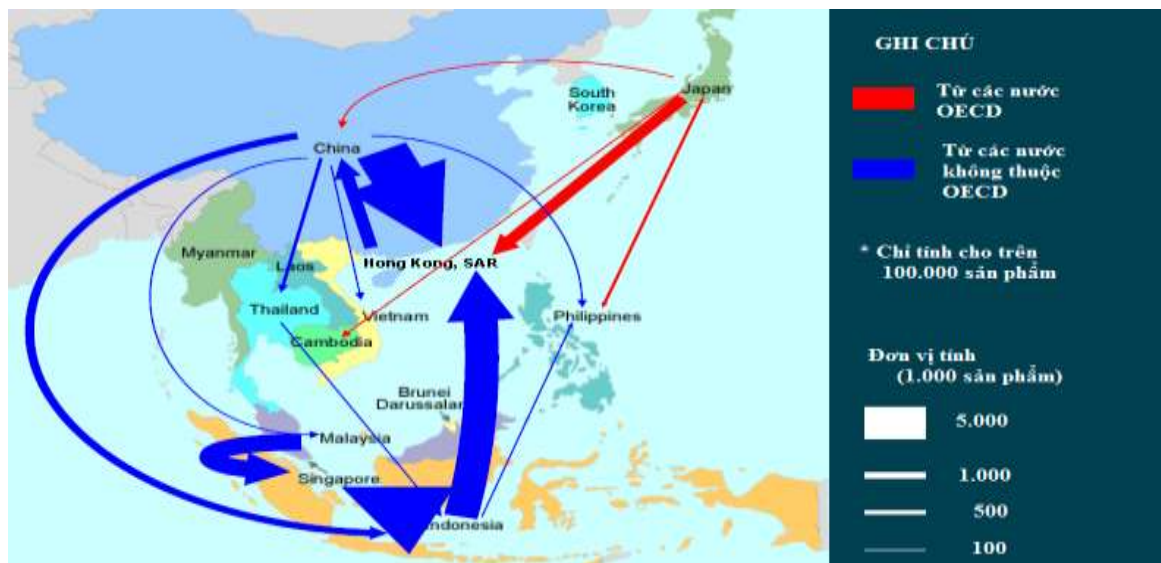 South
Korea
Japan
China
Myanmar
Laos
Hong Kong, SAR
Thailand
Vietnam
Philippines
Cambodia
Brunei
Darussalar
Malaysia
Singapore
Indonesia
GHI CHÚ
Từ các nước
OECD
Từ các nước
không thuộc
OECD
* Chỉ tính cho trên
100.000 sản phẩm
Đơn vị tính
(1.000 sản phẩm)
5.000
1.000
500
100